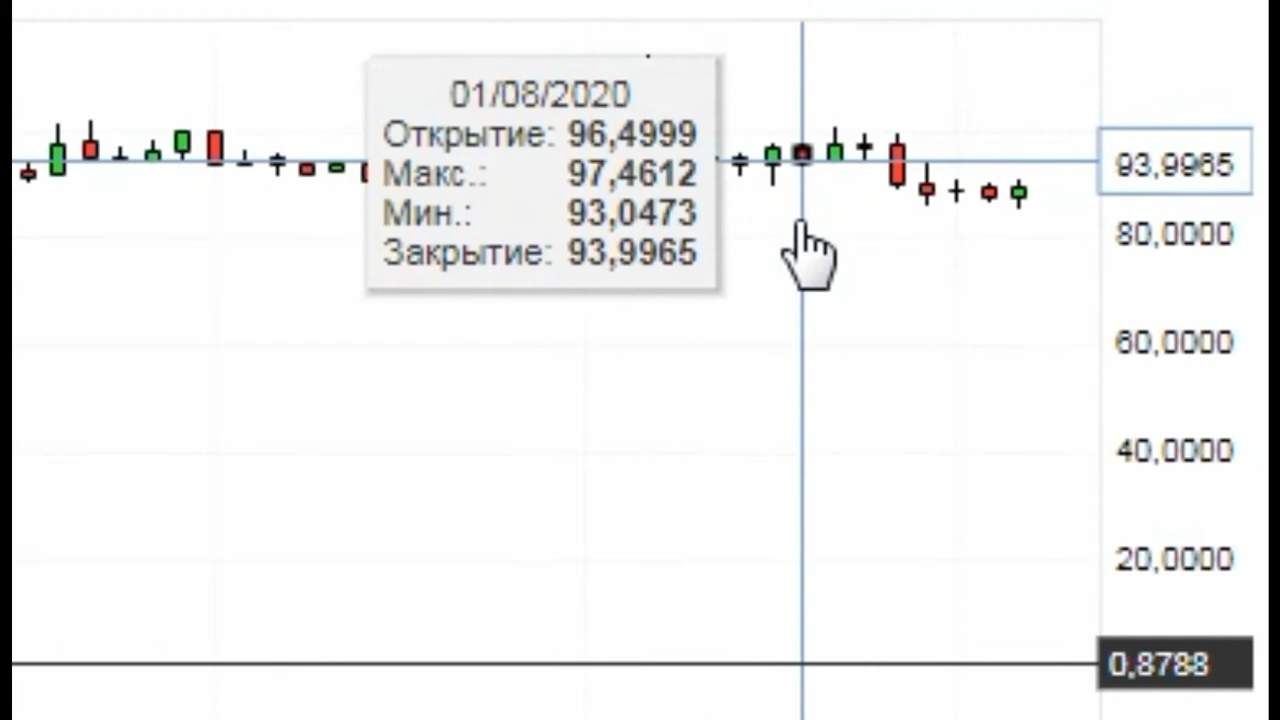 01/08/2020
Открытие: 96,4999
Макс.: 97,4612
Мин.: 93,0473
Закрытие: 93,9965
93,9965
80,0000
60,0000
40,0000
20,0000
0,8788